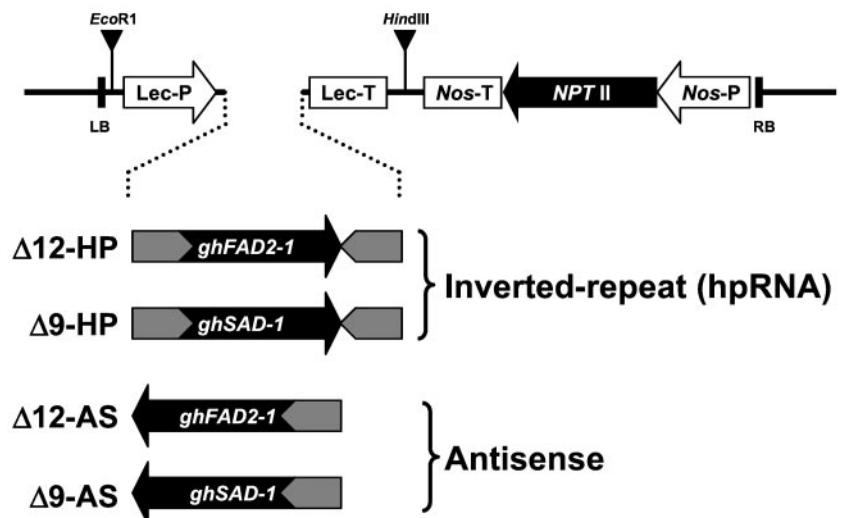 EcoR1 HindIII
Lec-P Lec-T Nos-T NPT II Nos-P
LB RB
Δ12-HP ghFAD2-1
Δ9-HP ghSAD-1
Inverted-repeat (hpRNA)
Δ12-AS ghFAD2-1
Δ9-AS ghSAD-1
Antisense